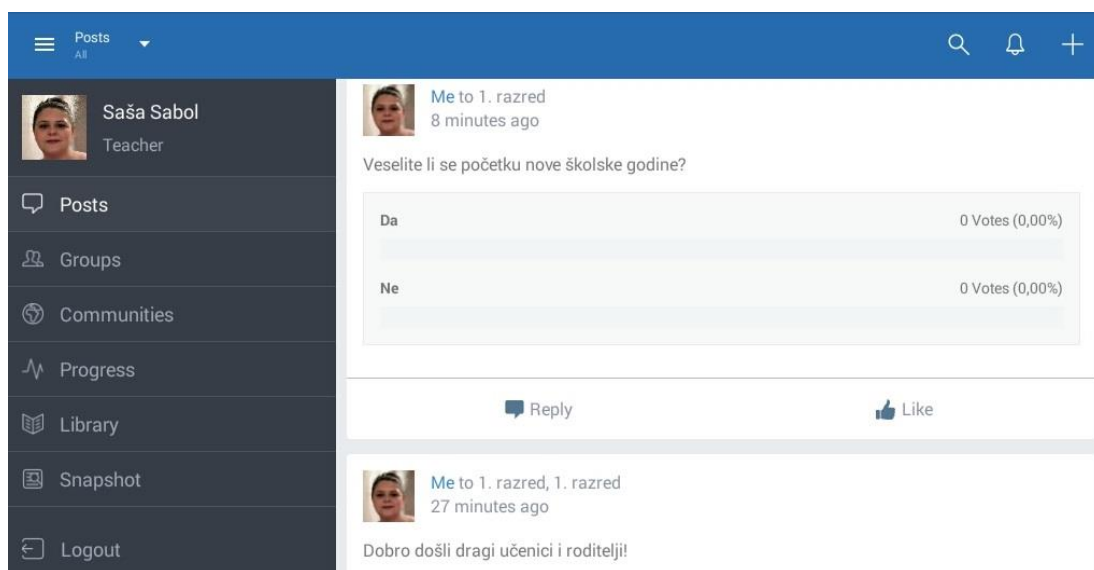 Posts
All
Saša Sabol
Teacher
Posts
Groups
Communities
Progress
Library
Snapshot
Logout
Me to 1. razred
8 minutes ago
Veselite li se početku nove školske godine?
Da 0 Votes (0,00%)
Ne 0 Votes (0,00%)
Reply Like
Me to 1. razred, 1. razred
27 minutes ago
Dobro došli dragi učenici i roditelji!